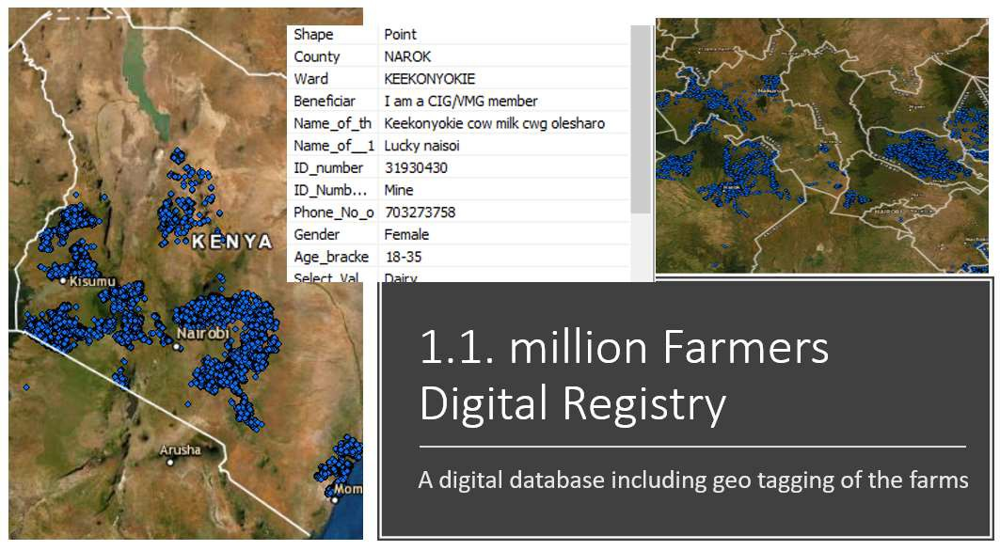 Shape Point
County NAROK
Ward KEEKONYOKIE
Beneficiar I am a CIG/VMG member
Name_of_th Keekonyokie cow milk cwg olesharo
Name_of__1 Lucky naisoi
ID_number 31930430
ID_Numb... Mine
Phone_No_o 703273758
Gender Female
Age_bracke 18-35
Select_Val Dairy
KENYA
Kisumu
Nairobi
Arusha
Mom
NAIROBI
1.1. million Farmers
Digital Registry
A digital database including geo tagging of the farms